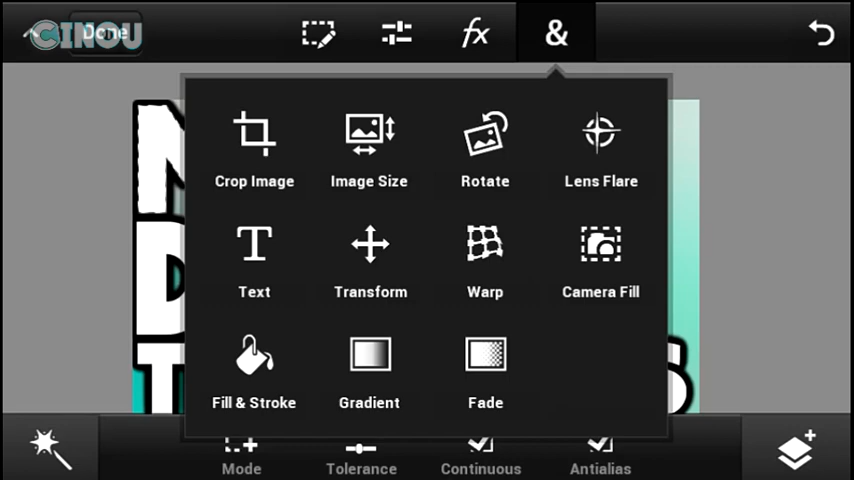 CINOU
Done
fx
&
Crop Image
Image Size
Rotate
Lens Flare
T
Text
Transform
Warp
Camera Fill
Fill & Stroke
Gradient
Fade
N
D
T
S
Mode
Tolerance
Continuous
Antialias